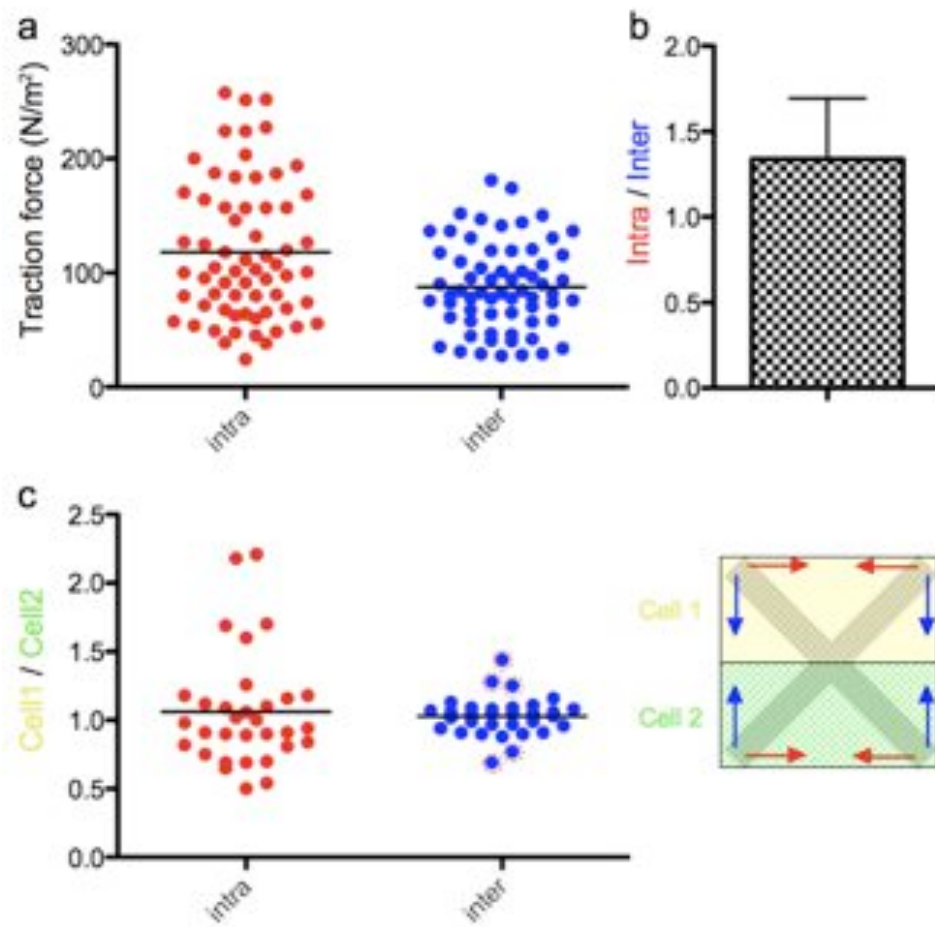 a
Traction force (N/m²)
300
200
100
0
intra
inter
b
Intra / Inter
2.0
1.5
1.0
0.5
0.0
c
Cell1 / Cell2
2.5
2.0
1.5
1.0
0.5
0.0
intra
inter
Cell 1
Cell 2